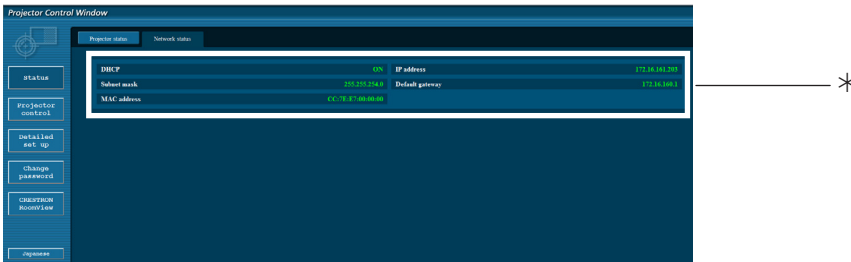 Projector Control Window
Projector status
Network status
DHCP ON IP address 172.16.161.203
Subnet mask 255.255.254.0 Default gateway 172.16.160.1
MAC address CC:7E:E7:00:00:00
Status
Projector
control
Detailed
set up
Change
password
CRESTRON
RoomView
Japanese
*